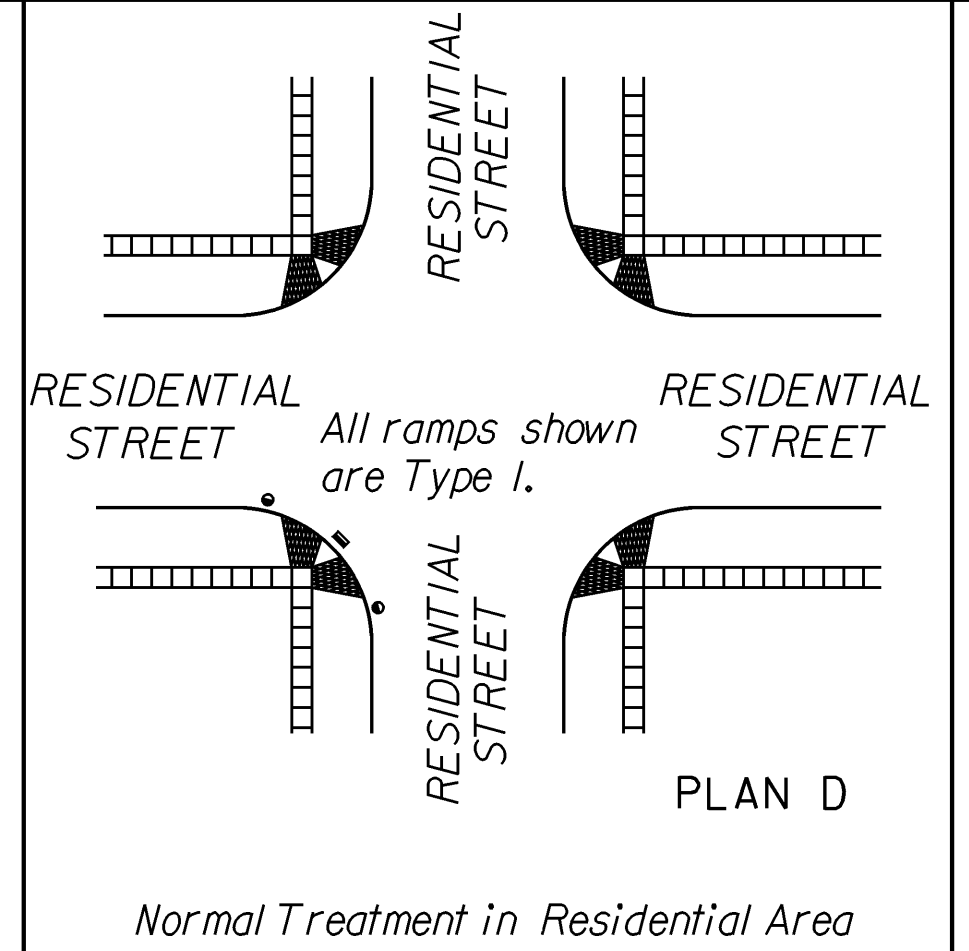 RESIDENTIAL
STREET
RESIDENTIAL
STREET
RESIDENTIAL
STREET
All ramps shown
are Type I.
RESIDENTIAL
STREET
PLAN D
Normal Treatment in Residential Area